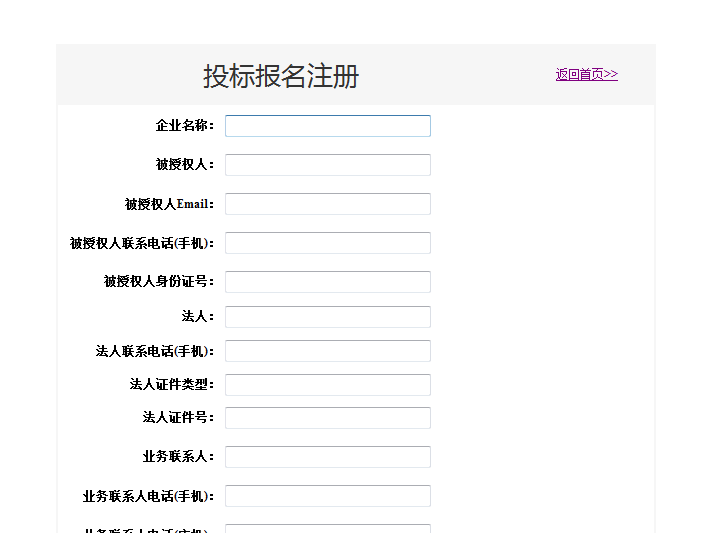 投标报名注册
返回首页>>
企业名称：
被授权人：
被授权人Email：
被授权人联系电话(手机)：
被授权人身份证号：
法人：
法人联系电话(手机)：
法人证件类型：
法人证件号：
业务联系人：
业务联系人电话(手机)：